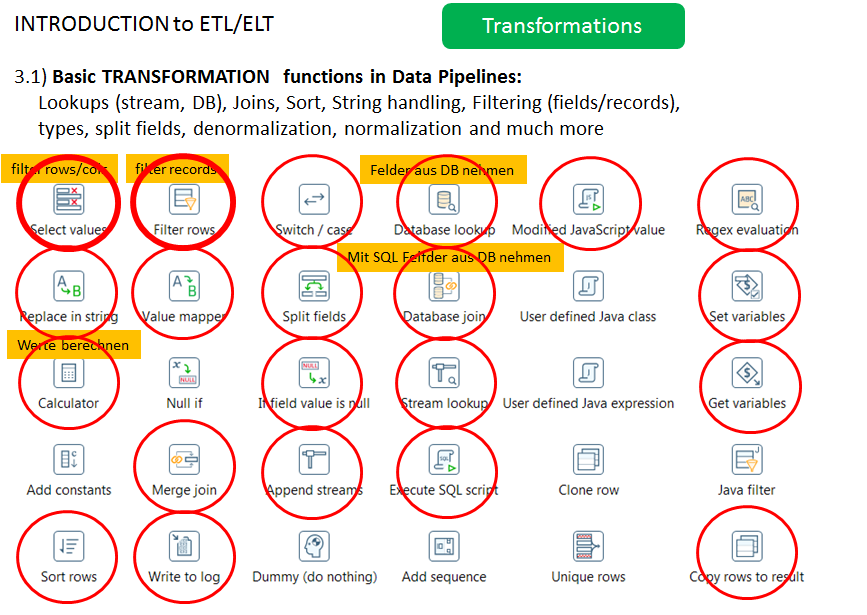 INTRODUCTION to ETL/ELT
Transformations
3.1) Basic TRANSFORMATION functions in Data Pipelines:
Lookups (stream, DB), Joins, Sort, String handling, Filtering (fields/records),
types, split fields, denormalization, normalization and much more
filter rows/cols
filter records
Felder aus DB nehmen
Select values
Filter rows
Switch / case
Database lookup
Modified JavaScript value
ABC
Regex evaluation
Mit SQL Felfder aus DB nehmen
A
B
Replace in string
A
B
Value mapper
Split fields
Database join
User defined Java class
Set variables
Werte berechnen
Calculator
x
NULL
Null if
NULL
x
If field value is null
Stream lookup
User defined Java expression
Get variables
Add constants
Merge join
Append streams
SQL
Execute SQL script
Clone row
Java filter
Sort rows
Write to log
Dummy (do nothing)
Add sequence
Unique rows
Copy rows to result